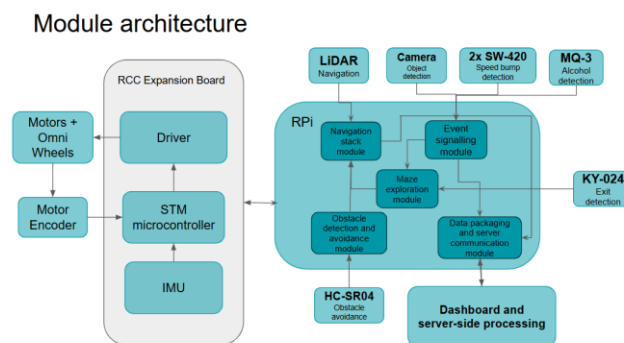 Module architecture
LiDAR
Navigation
Camera
Object
detection
2x SW-420
Speed bump
detection
MQ-3
Alcohol
detection
RCC Expansion Board
RPi
Motors +
Omni
Wheels
Driver
Navigation
stack
module
Event
signalling
module
Maze
exploration
module
KY-024
Exit
detection
Motor
Encoder
STM
microcontroller
Obstacle
detection and
avoidance
module
Data packaging
and server
communication
module
IMU
HC-SR04
Obstacle
avoidance
Dashboard and
server-side processing